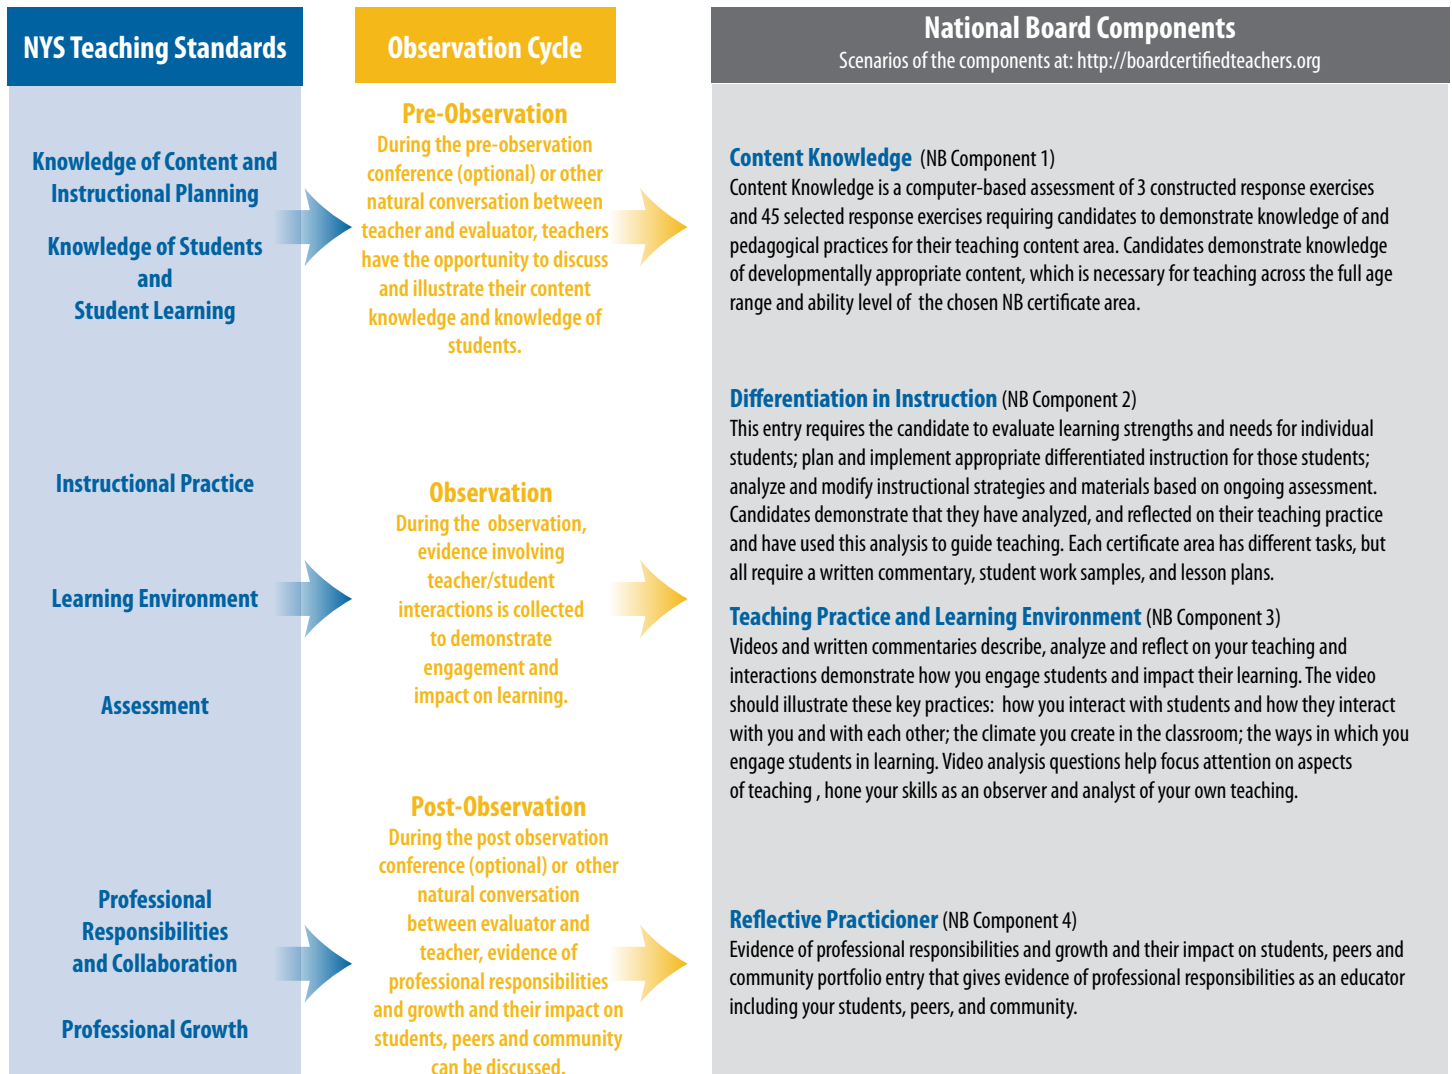 NYS Teaching Standards
Knowledge of Content and
Instructional Planning
Knowledge of Students
and
Student Learning
Instructional Practice
Learning Environment
Assessment
Professional
Responsibilities
and Collaboration
Professional Growth
Observation Cycle
Pre-Observation
During the pre-observation
conference (optional) or other
natural conversation between
teacher and evaluator, teachers
have the opportunity to discuss
and illustrate their content
knowledge and knowledge of
students.
Observation
During the observation,
evidence involving
teacher/student
interactions is collected
to demonstrate
engagement and
impact on learning.
Post-Observation
During the post observation
conference (optional) or other
natural conversation
between evaluator and
teacher, evidence of
professional responsibilities
and growth and their impact on
students, peers and community
can be discussed.
National Board Components
Scenarios of the components at: http://boardcertifiedteachers.org
Content Knowledge (NB Component 1)
Content Knowledge is a computer-based assessment of 3 constructed response exercises
and 45 selected response exercises requiring candidates to demonstrate knowledge of and
pedagogical practices for their teaching content area. Candidates demonstrate knowledge
of developmentally appropriate content, which is necessary for teaching across the full age
range and ability level of the chosen NB certificate area.
Differentiation in Instruction (NB Component 2)
This entry requires the candidate to evaluate learning strengths and needs for individual
students; plan and implement appropriate differentiated instruction for those students;
analyze and modify instructional strategies and materials based on ongoing assessment.
Candidates demonstrate that they have analyzed, and reflected on their teaching practice
and have used this analysis to guide teaching. Each certificate area has different tasks, but
all require a written commentary, student work samples, and lesson plans.
Teaching Practice and Learning Environment (NB Component 3)
Videos and written commentaries describe, analyze and reflect on your teaching and
interactions demonstrate how you engage students and impact their learning. The video
should illustrate these key practices: how you interact with students and how they interact
with you and with each other; the climate you create in the classroom; the ways in which you
engage students in learning. Video analysis questions help focus attention on aspects
of teaching , hone your skills as an observer and analyst of your own teaching.
Reflective Practicioner (NB Component 4)
Evidence of professional responsibilities and growth and their impact on students, peers and
community portfolio entry that gives evidence of professional responsibilities as an educator
including your students, peers, and community.